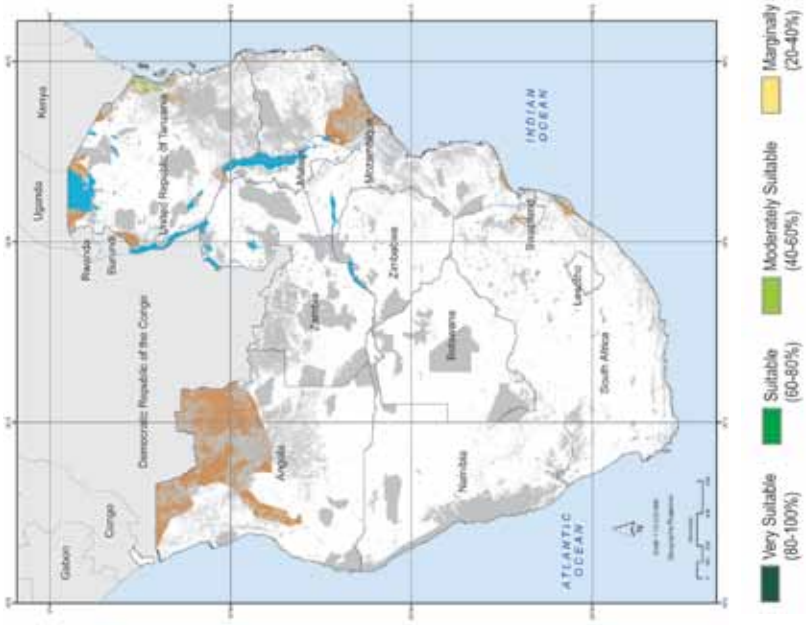 Gabon
Congo
Democratic Republic of the Congo
Uganda
Kenya
Rwanda
Burundi
United Republic of Tanzania
Angola
Zambia
Malawi
Mozambique
Namibia
Botswana
Zimbabwe
Swaziland
Lesotho
South Africa
ATLANTIC
OCEAN
INDIAN
OCEAN
Very Suitable
(80-100%)
Suitable
(60-80%)
Moderately Suitable
(40-60%)
Marginally
(20-40%)